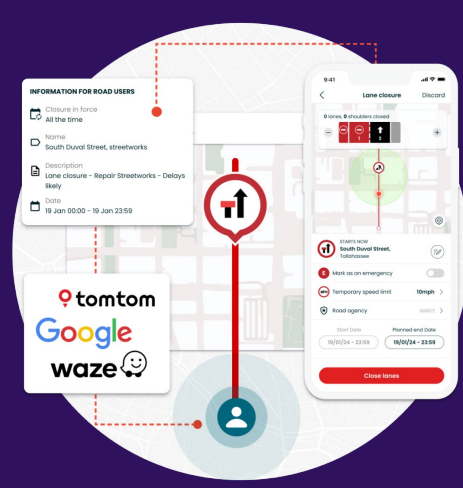 INFORMATION FOR ROAD USERS
Closure in force
All the time
Name
South Duval Street, streetworks
Description
Lane closure - Repair Streetworks - Delays
likely
Date
19 Jan 00:00 - 19 Jan 23:59
tomtom
Google
waze
9:41
Lane closure
Discard
0 lanes, 0 shoulders closed
1
2
STARTS NOW
South Duval Street,
Tallahassee
E
Mark as an emergency
Temporary speed limit
10mph
Road agency
select
Start Date
Planned end Date
19/01/24 - 23:59
19/01/24 - 23:59
Close lanes